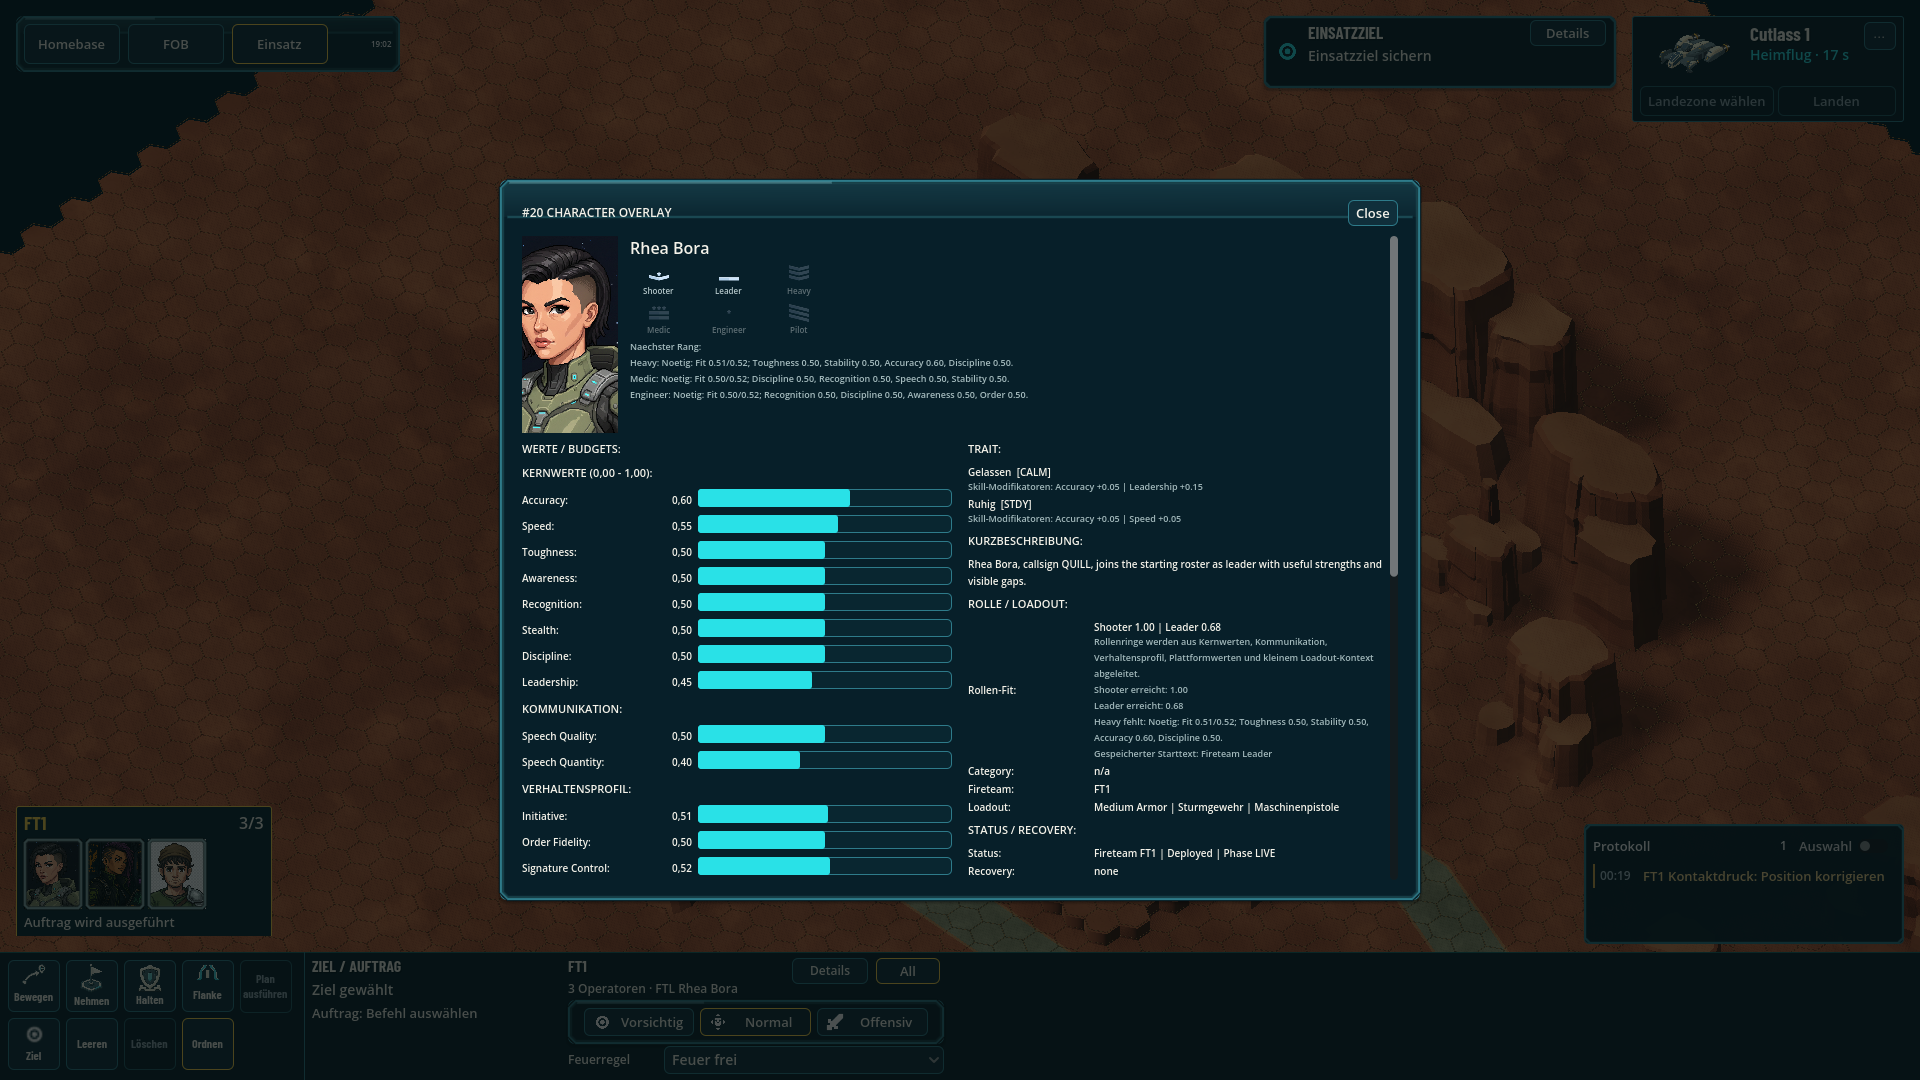 Homebase
FOB
Einsatz
19:02
EINSATZZIEL
Einsatzziel sichern
Details
Cutlass 1
Heimflug · 17 s
...
Landezone wählen
Landen
#20 CHARACTER OVERLAY
Close
Rhea Bora
Shooter
Leader
Heavy
Medic
Engineer
Pilot
Naechster Rang:
Heavy: Noetig: Fit 0.51/0.52; Toughness 0.50, Stability 0.50, Accuracy 0.60, Discipline 0.50.
Medic: Noetig: Fit 0.50/0.52; Discipline 0.50, Recognition 0.50, Speech 0.50, Stability 0.50.
Engineer: Noetig: Fit 0.50/0.52; Recognition 0.50, Discipline 0.50, Awareness 0.50, Order 0.50.
WERTE / BUDGETS:
KERNWERTE (0,00 - 1,00):
Accuracy: 0,60
Speed: 0,55
Toughness: 0,50
Awareness: 0,50
Recognition: 0,50
Stealth: 0,50
Discipline: 0,50
Leadership: 0,45
KOMMUNIKATION:
Speech Quality: 0,50
Speech Quantity: 0,40
VERHALTENSPROFIL:
Initiative: 0,51
Order Fidelity: 0,50
Signature Control: 0,52
TRAIT:
Gelassen [CALM]
Skill-Modifikatoren: Accuracy +0.05 | Leadership +0.15
Ruhig [STDY]
Skill-Modifikatoren: Accuracy +0.05 | Speed +0.05
KURZBESCHREIBUNG:
Rhea Bora, callsign QUILL, joins the starting roster as leader with useful strengths and
visible gaps.
ROLLE / LOADOUT:
Rollen-Fit:
Shooter 1.00 | Leader 0.68
Rollenringe werden aus Kernwerten, Kommunikation,
Verhaltensprofil, Plattformwerten und kleinem Loadout-Kontext
abgeleitet.
Shooter erreicht: 1.00
Leader erreicht: 0.68
Heavy fehlt: Noetig: Fit 0.51/0.52; Toughness 0.50, Stability 0.50,
Accuracy 0.60, Discipline 0.50.
Gespeicherter Starttext: Fireteam Leader
Category: n/a
Fireteam: FT1
Loadout: Medium Armor | Sturmgewehr | Maschinenpistole
STATUS / RECOVERY:
Status: Fireteam FT1 | Deployed | Phase LIVE
Recovery: none
FT1 3/3
Auftrag wird ausgeführt
Protokoll 1 Auswahl
00:19 FT1 Kontaktdruck: Position korrigieren
Bewegen
Nehmen
Halten
Flanke
Plan
ausführen
Ziel
Leeren
Löschen
Ordnen
ZIEL / AUFTRAG
Ziel gewählt
Auftrag: Befehl auswählen
FT1
Details
All
3 Operatoren · FTL Rhea Bora
Vorsichtig
Normal
Offensiv
Feuerregel
Feuer frei